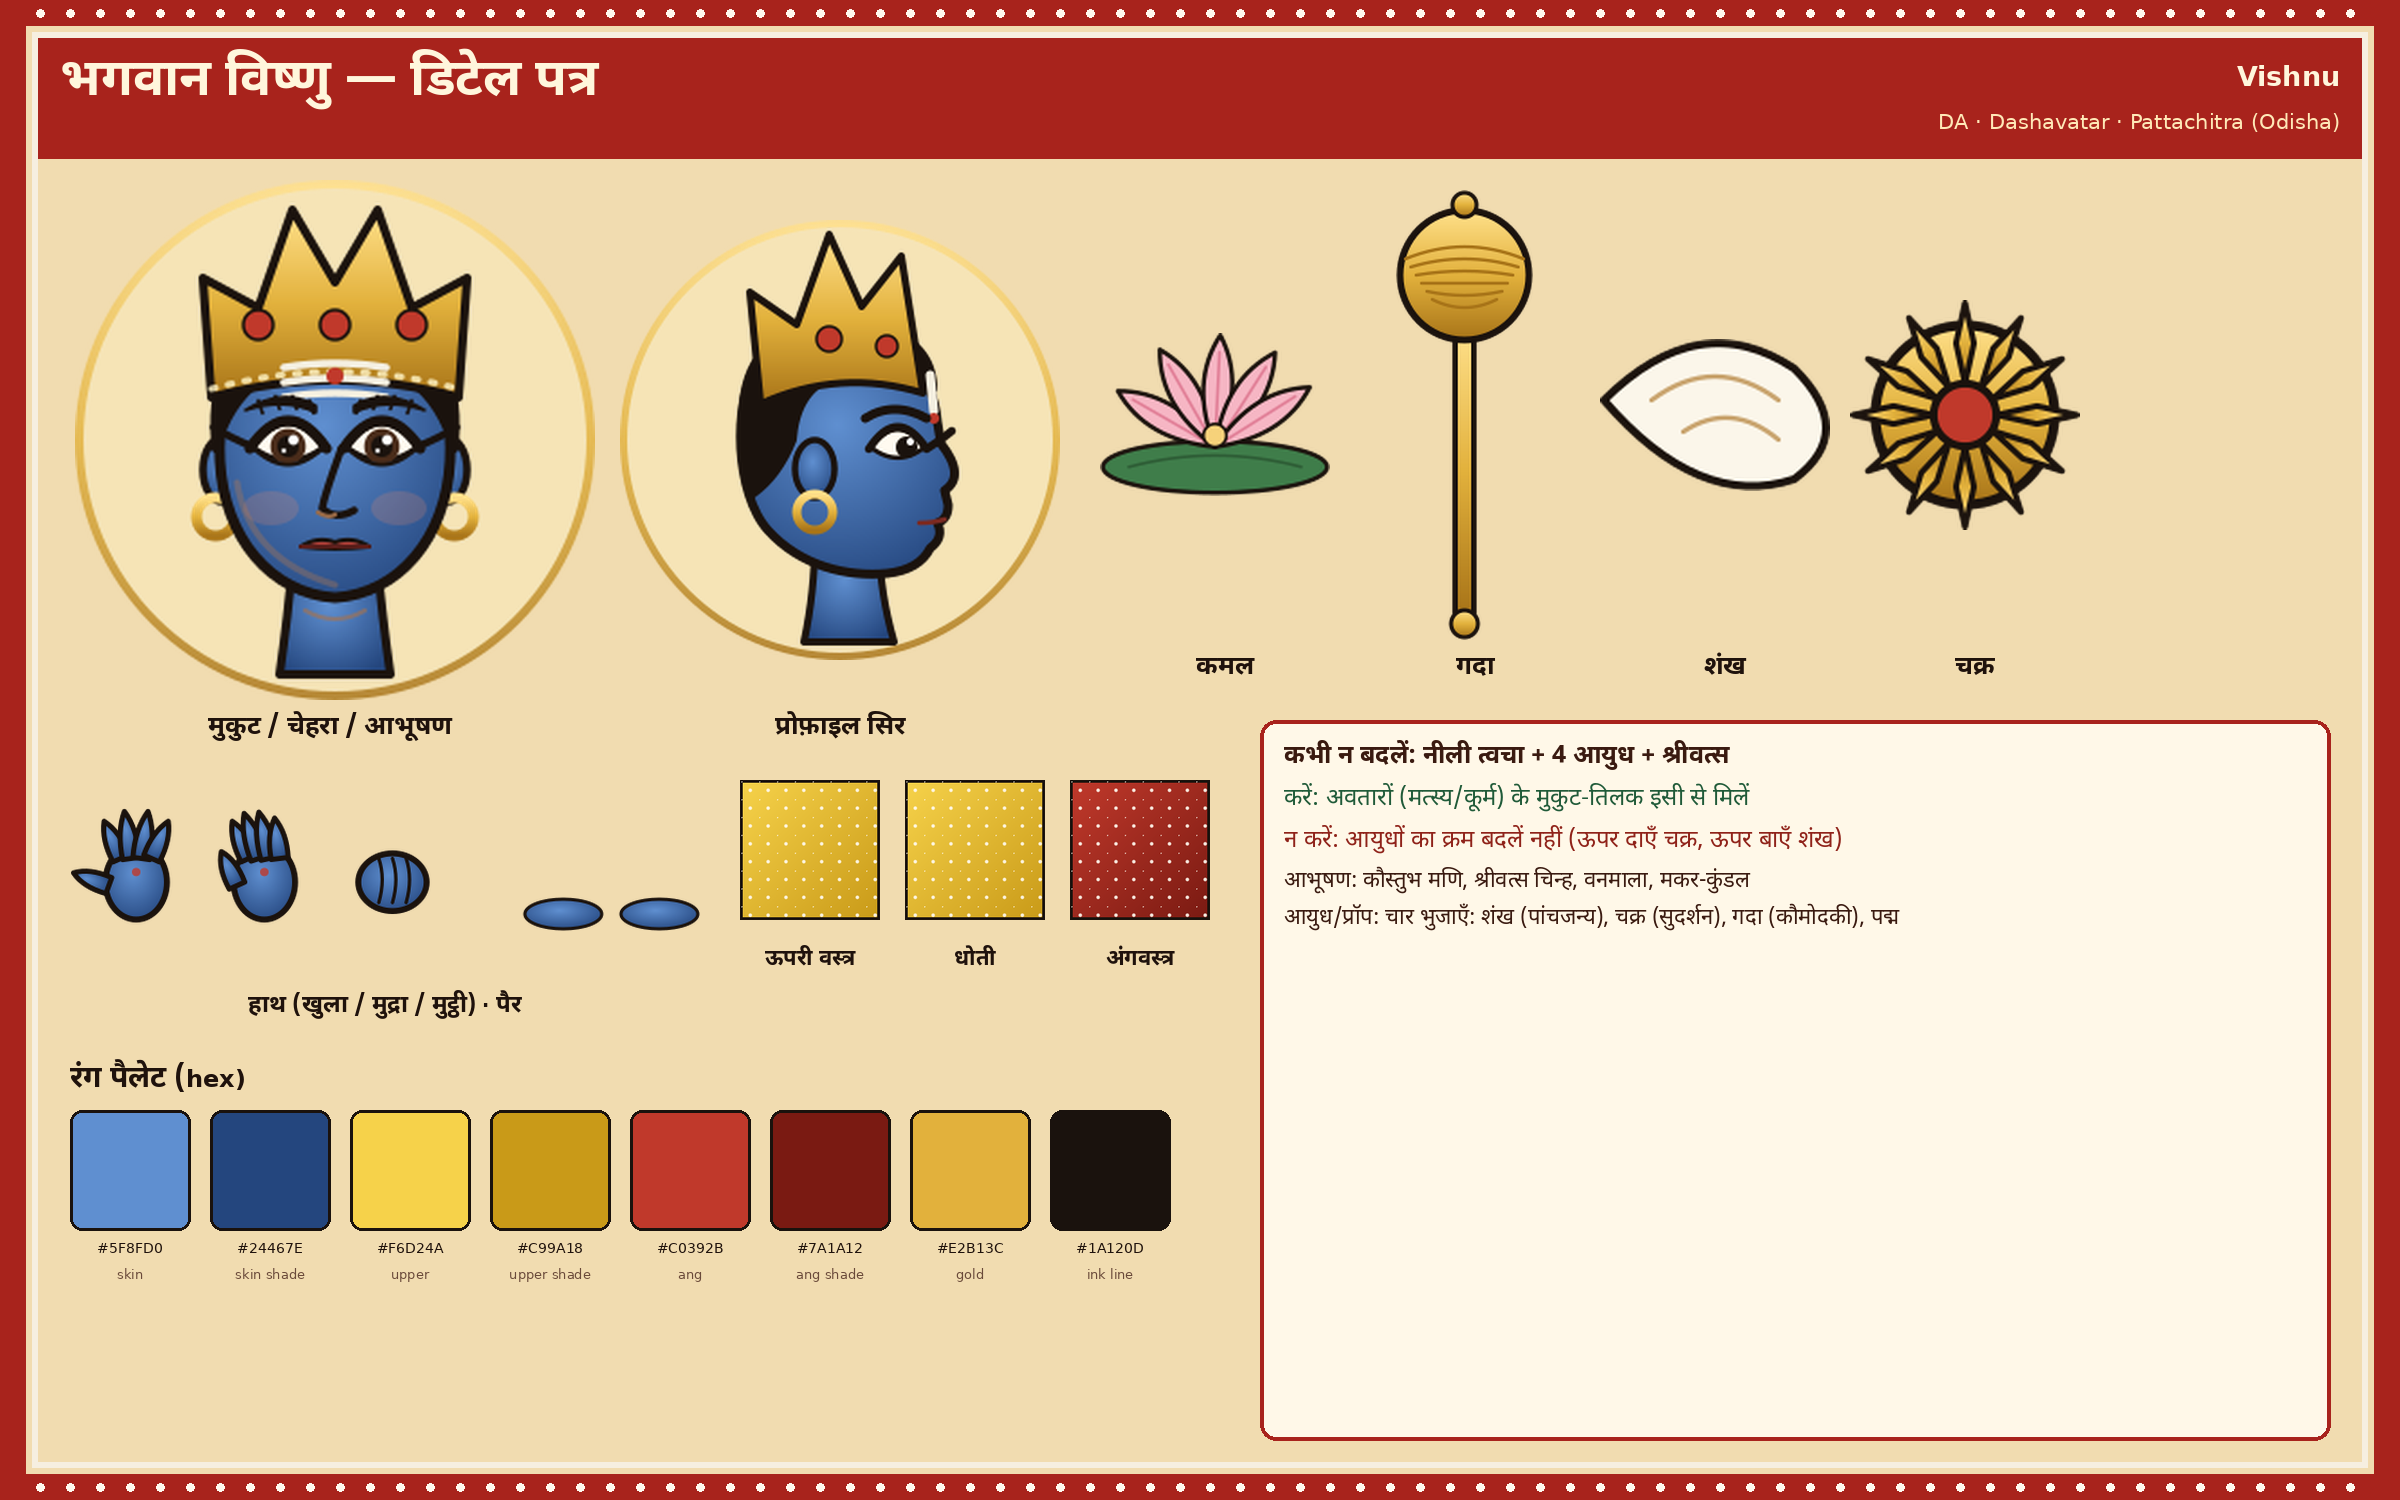 भगवान विष्णु — डिटेल पत्र
Vishnu
DA · Dashavatar · Pattachitra (Odisha)
कमल
गदा
शंख
चक्र
मुकुट / चेहरा / आभूषण
प्रोफ़ाइल सिर
कभी न बदलें: नीली त्वचा + 4 आयुध + श्रीवत्स
करें: अवतारों (मत्स्य/कूर्म) के मुकुट-तिलक इसी से मिलें
न करें: आयुधों का क्रम बदलें नहीं (ऊपर दाएँ चक्र, ऊपर बाएँ शंख)
आभूषण: कौस्तुभ मणि, श्रीवत्स चिन्ह, वनमाला, मकर-कुंडल
आयुध/प्रॉप: चार भुजाएँ: शंख (पांचजन्य), चक्र (सुदर्शन), गदा (कौमोदकी), पद्म
ऊपरी वस्त्र
धोती
अंगवस्त्र
हाथ (खुला / मुद्रा / मुट्ठी) · पैर
रंग पैलेट (hex)
#5F8FD0
#24467E
#F6D24A
#C99A18
#C0392B
#7A1A12
#E2B13C
#1A120D
skin
skin shade
upper
upper shade
ang
ang shade
gold
ink line